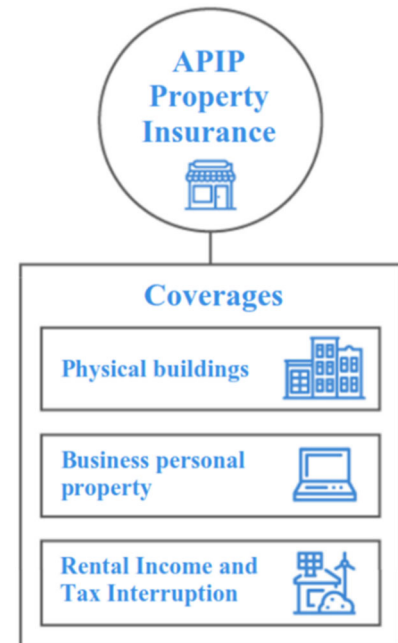 APIP
Property
Insurance
Coverages
Physical buildings
Business personal
property
Rental Income and
Tax Interruption